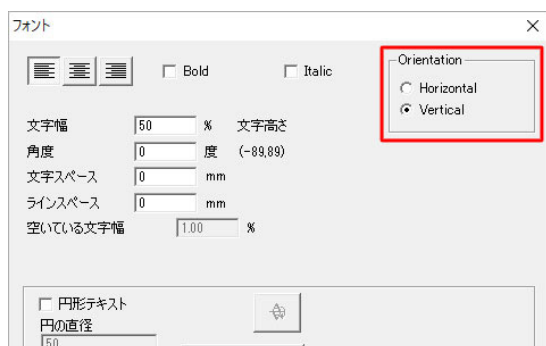 フォント
Bold
Italic
Orientation
Horizontal
Vertical
文字幅 50 % 文字高さ
角度 0 度 (-89,89)
文字スペース 0 mm
ラインスペース 0 mm
空いている文字幅 1.00 %
円形テキスト
円の直径
50